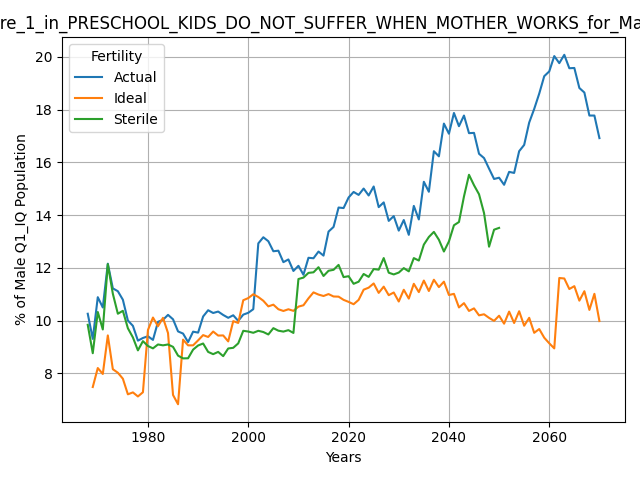 re_1_in_PRESCHOOL_KIDS_DO_NOT_SUFFER_WHEN_MOTHER_WORKS_for_Ma
Fertility
Actual
Ideal
Sterile
% of Male Q1_IQ Population
20
18
16
14
12
10
8
1980 2000 2020 2040 2060
Years